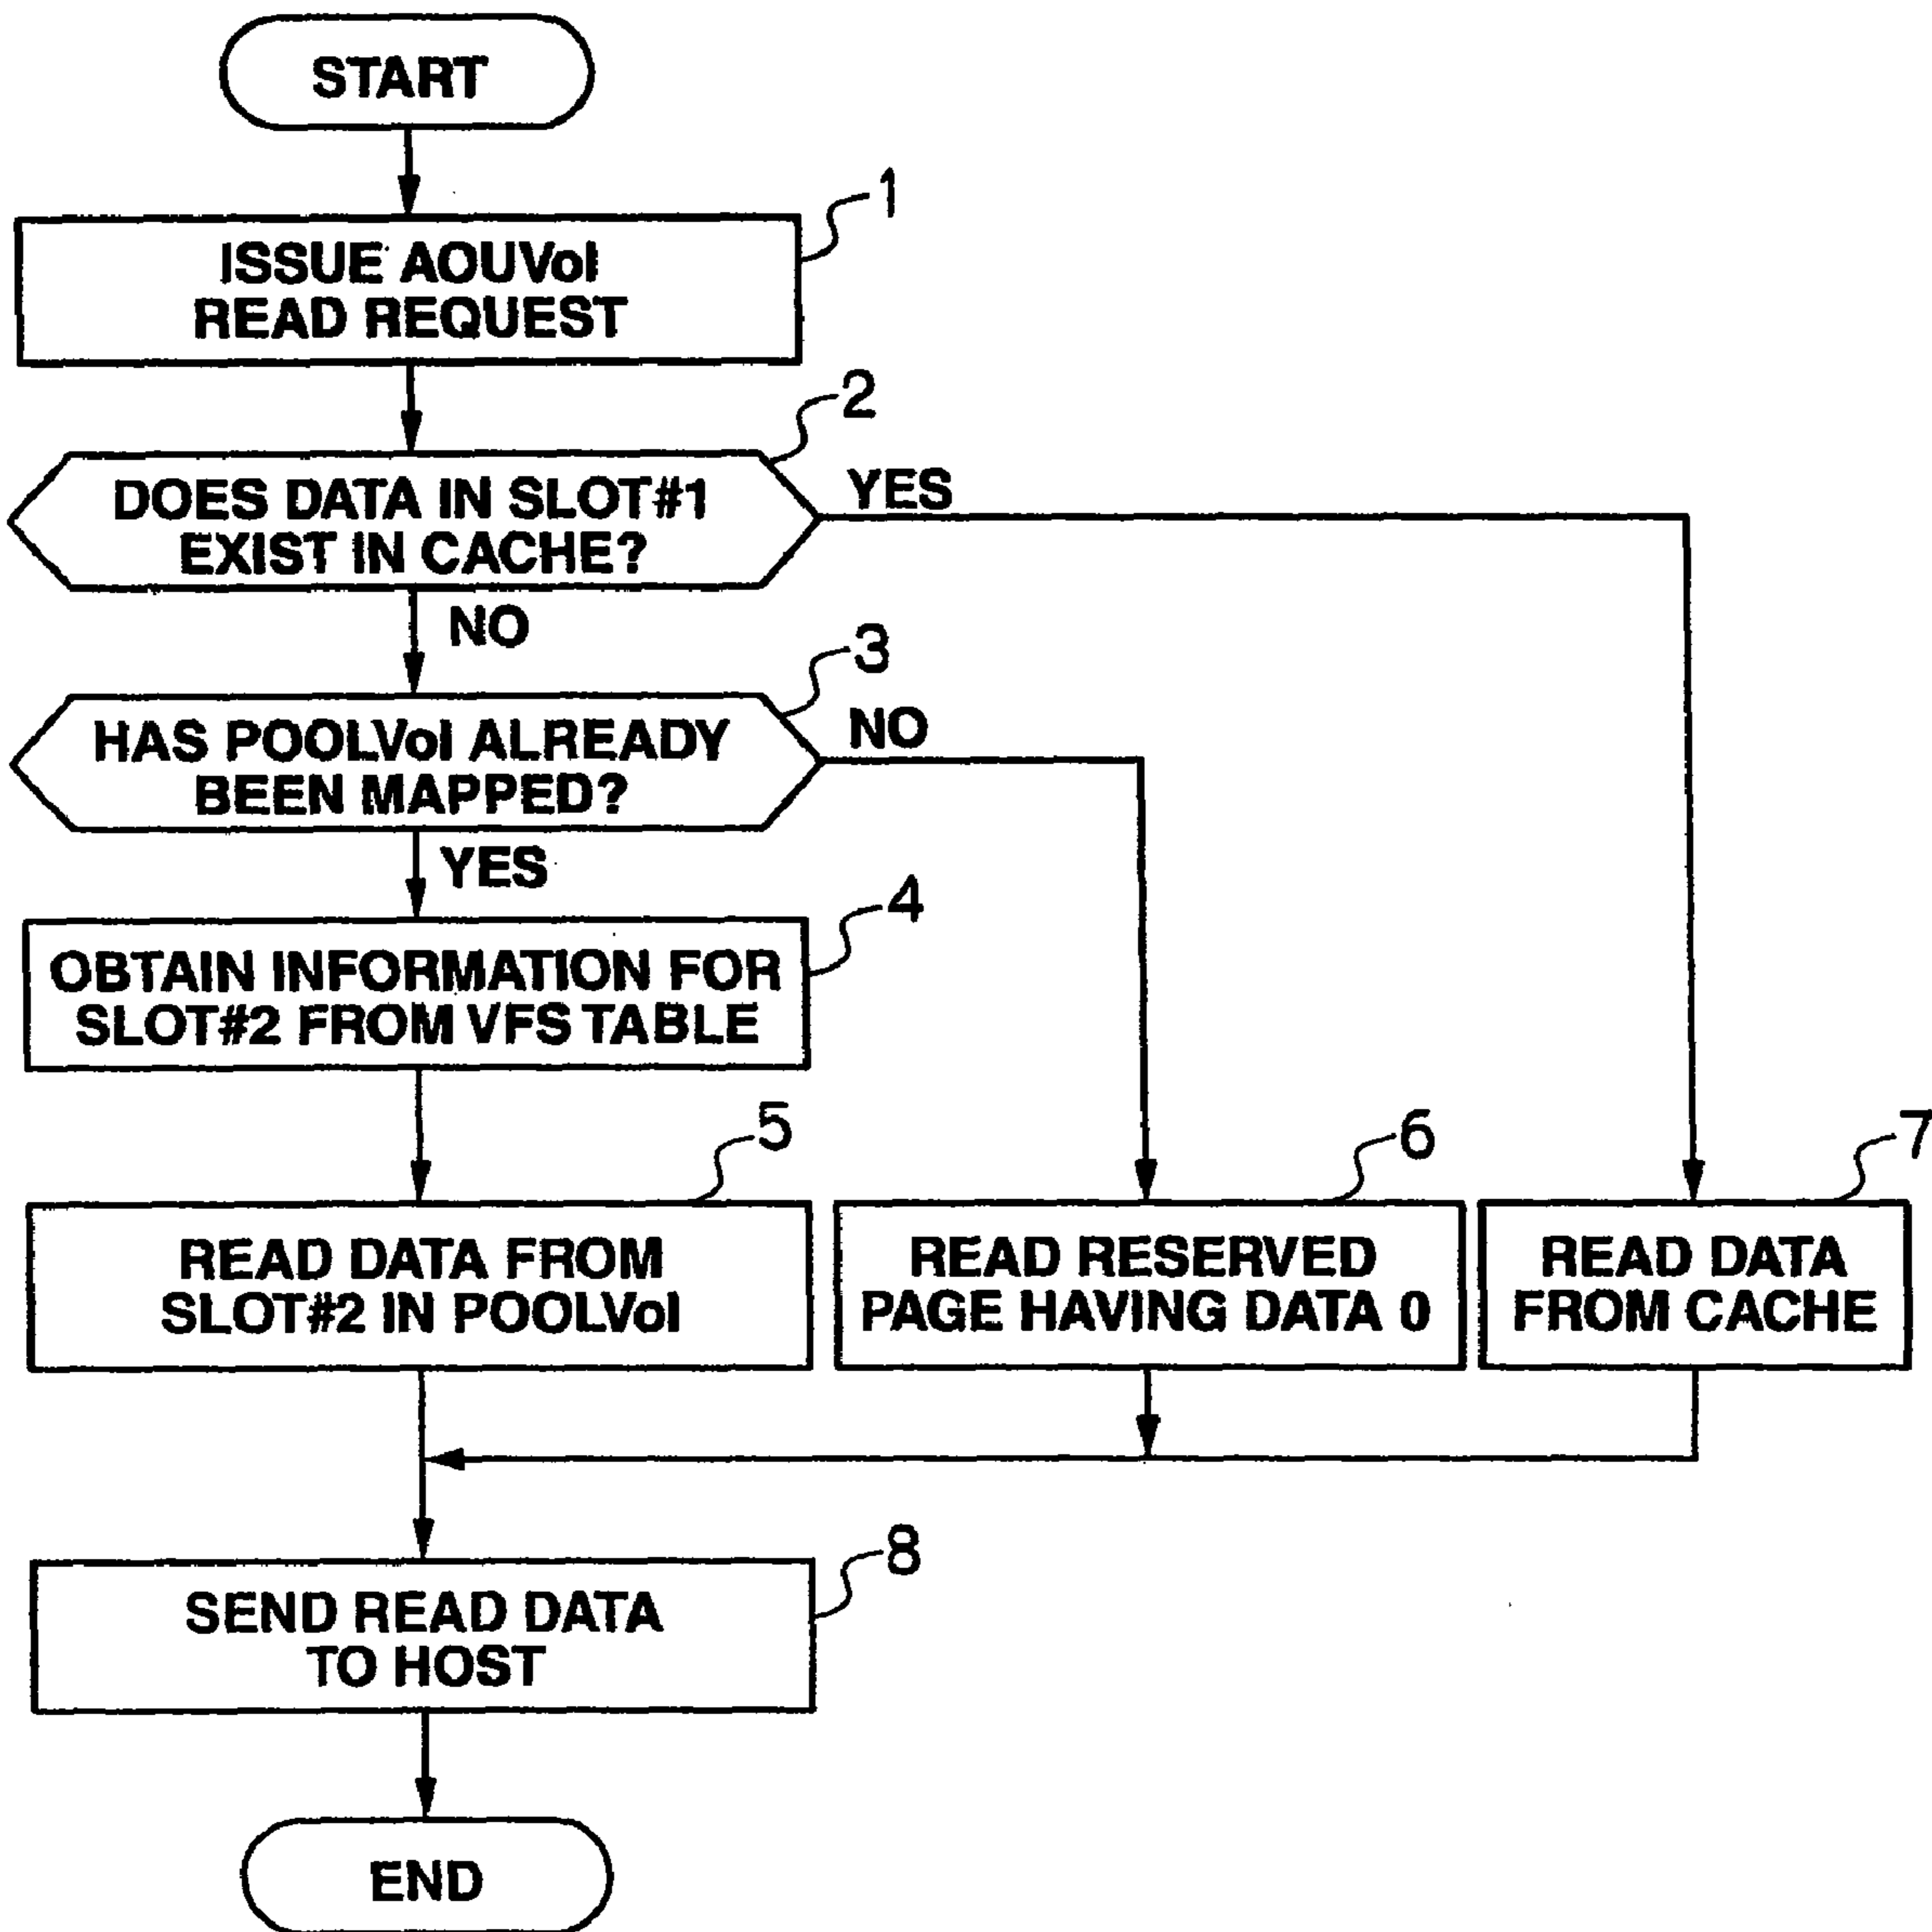 START
1
ISSUE AOUVol
READ REQUEST
2
DOES DATA IN SLOT#1
EXIST IN CACHE?
YES
NO
3
HAS POOLVol ALREADY
BEEN MAPPED?
NO
YES
4
OBTAIN INFORMATION FOR
SLOT#2 FROM VFS TABLE
5
READ DATA FROM
SLOT#2 IN POOLVol
6
READ RESERVED
PAGE HAVING DATA 0
7
READ DATA
FROM CACHE
8
SEND READ DATA
TO HOST
END